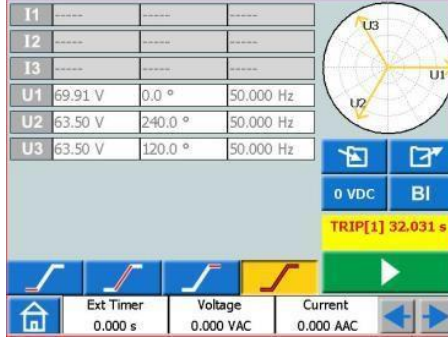 I1 ----- ----- -----
I2 ----- ----- -----
I3 ----- ----- -----
U1 69.91 V 0.0 ° 50.000 Hz
U2 63.50 V 240.0 ° 50.000 Hz
U3 63.50 V 120.0 ° 50.000 Hz
U3
U1
U2
0 VDC BI
TRIP[1] 32.031 s
Ext Timer Voltage Current
0.000 s 0.000 VAC 0.000 AAC